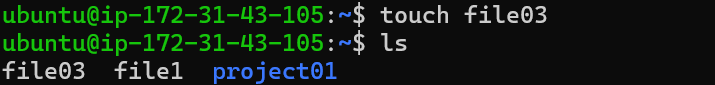 ubuntu@ip-172-31-43-105:~$ touch file03
ubuntu@ip-172-31-43-105:~$ ls
file03  file1  project01